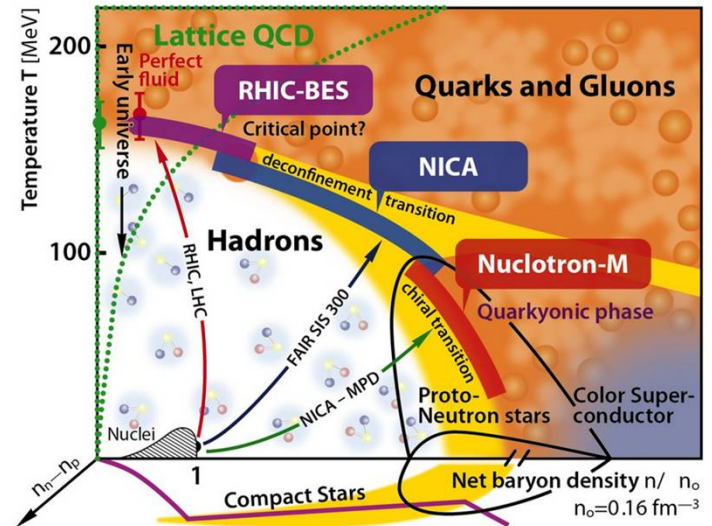 Temperature T [MeV]
200
100
Lattice QCD
Early universe
Perfect
fluid
RHIC-BES
Critical point?
Quarks and Gluons
NICA
deconfinement transition
Hadrons
Nuclotron-M
Quarkyonic phase
chiral transition
RHIC, LHC
FAIR SIS 300
NICA – MPD
Proto-
Neutron stars
Color Super-
conductor
Nuclei
1
Net baryon density n/ n₀
n₀=0.16 fm⁻³
Compact Stars
nₙ—nₚ